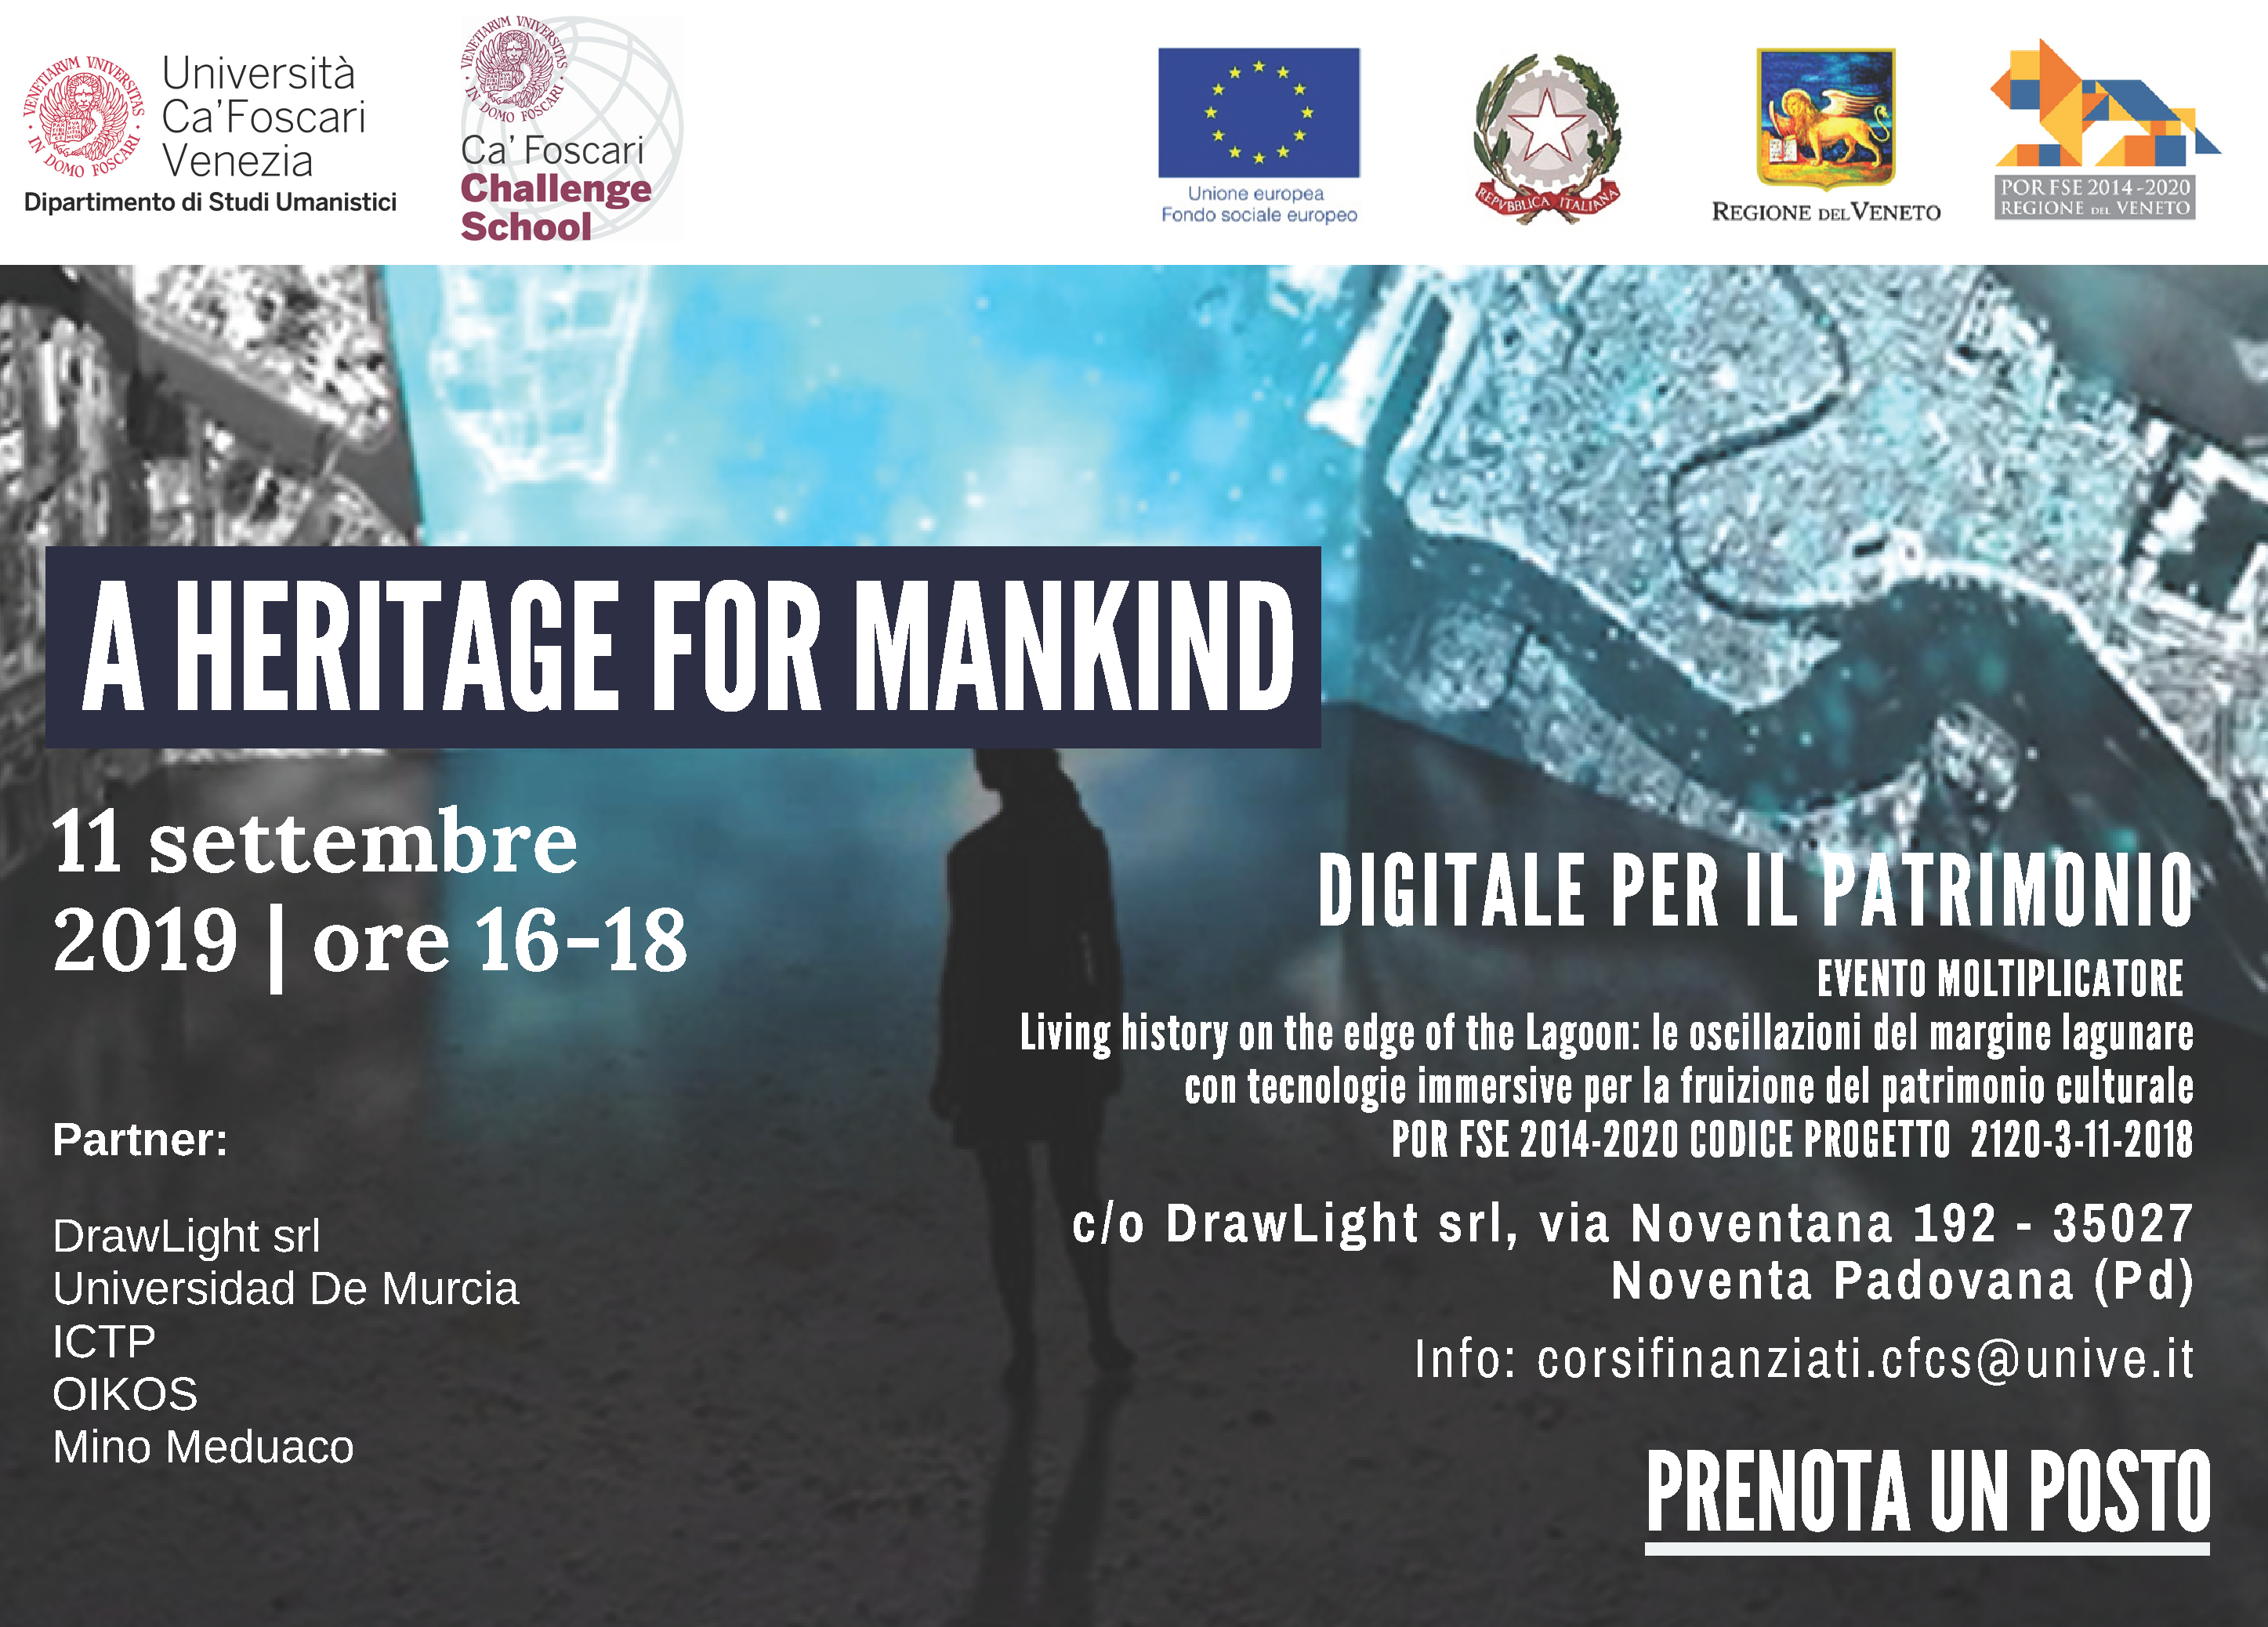 VENETIARVM VNIVERSITAS
IN DOMO FOSCARI
Università
Ca'Foscari
Venezia
Dipartimento di Studi Umanistici
VENETIARVM VNIVERSITAS
IN DOMO FOSCARI
Ca' Foscari
Challenge
School
Unione europea
Fondo sociale europeo
REPVBBLICA ITALIANA
REGIONE DEL VENETO
POR FSE 2014-2020
REGIONE DEL VENETO
A HERITAGE FOR MANKIND
11 settembre
2019 | ore 16-18
Partner:
DrawLight srl
Universidad De Murcia
ICTP
OIKOS
Mino Meduaco
DIGITALE PER IL PATRIMONIO
EVENTO MOLTIPLICATORE
Living history on the edge of the Lagoon: le oscillazioni del margine lagunare
con tecnologie immersive per la fruizione del patrimonio culturale
POR FSE 2014-2020 CODICE PROGETTO 2120-3-11-2018
c/o DrawLight srl, via Noventana 192 - 35027
Noventa Padovana (Pd)
Info: corsifinanziati.cfcs@unive.it
PRENOTA UN POSTO